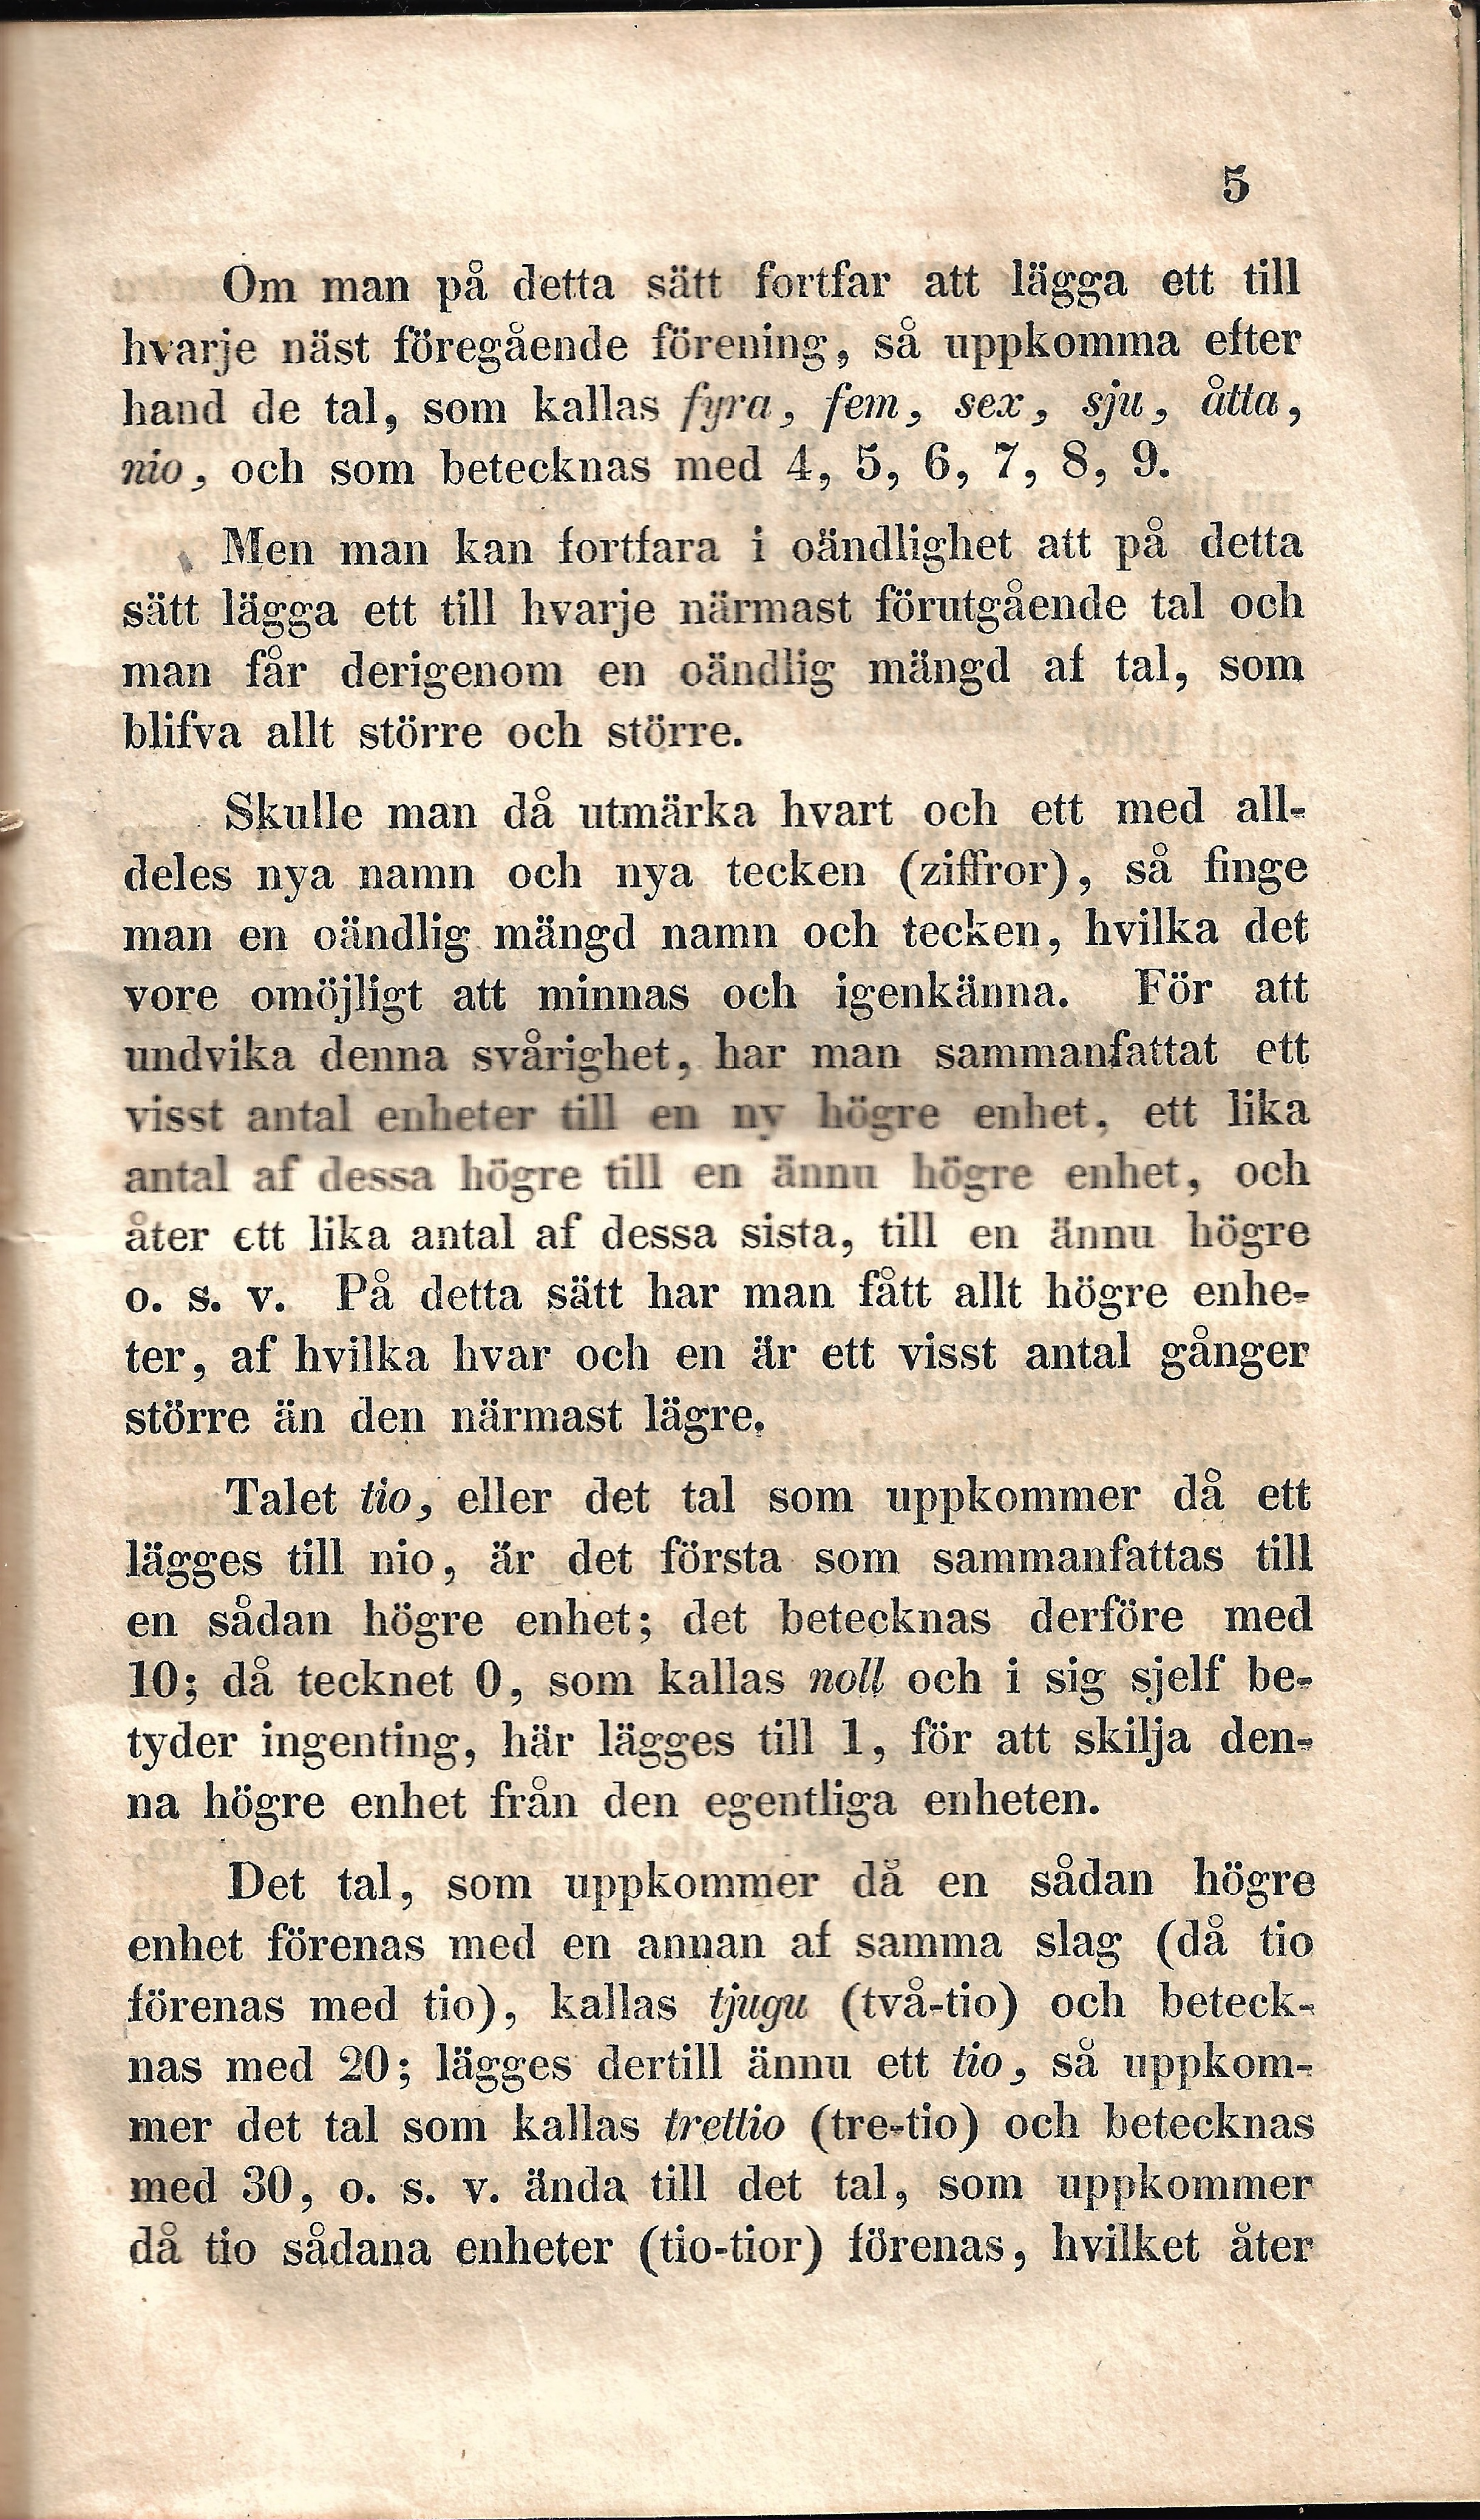 5
Om man på detta sätt fortfar att lägga ett till
hvarje näst föregående förening, så uppkomma efter
hand de tal, som kallas fyra, fem, sex, sju, åtta,
nio, och som betecknas med 4, 5, 6, 7, 8, 9.
Men man kan fortfara i oändlighet att på detta
sätt lägga ett till hvarje närmast förutgående tal och
man får derigenom en oändlig mängd af tal, som
blifva allt större och större.
Skulle man då utmärka hvart och ett med all-
deles nya namn och nya tecken (ziffror), så finge
man en oändlig mängd namn och tecken, hvilka det
vore omöjligt att minnas och igenkänna. För att
undvika denna svårighet, har man sammanfattat ett
visst antal enheter till en ny högre enhet, ett lika
antal af dessa högre till en ännu högre enhet, och
åter ett lika antal af dessa sista, till en ännu högre
o. s. v. På detta sätt har man fått allt högre enhe-
ter, af hvilka hvar och en är ett visst antal gånger
större än den närmast lägre.
Talet tio, eller det tal som uppkommer då ett
lägges till nio, är det första som sammanfattas till
en sådan högre enhet; det betecknas derföre med
10; då tecknet 0, som kallas noll och i sig sjelf be-
tyder ingenting, här lägges till 1, för att skilja den-
na högre enhet från den egentliga enheten.
Det tal, som uppkommer då en sådan högre
enhet förenas med en annan af samma slag (då tio
förenas med tio), kallas tjugu (två-tio) och beteck-
nas med 20; lägges dertill ännu ett tio, så uppkom-
mer det tal som kallas trettio (tre-tio) och betecknas
med 30, o. s. v. ända till det tal, som uppkommer
då tio sådana enheter (tio-tior) förenas, hvilket åter